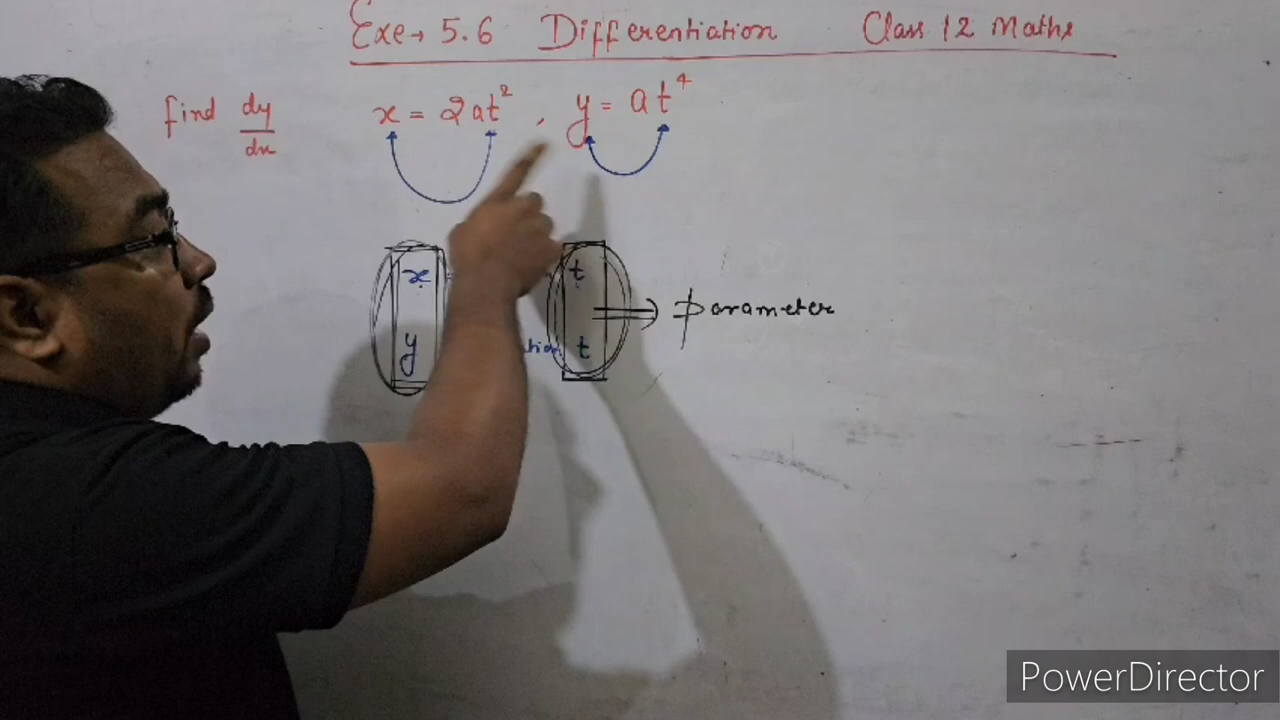 Exe→ 5.6 Differentiation Class 12 Maths
find dy/dx x = 2at², y = at⁴
x t
parameter
y t
PowerDirector